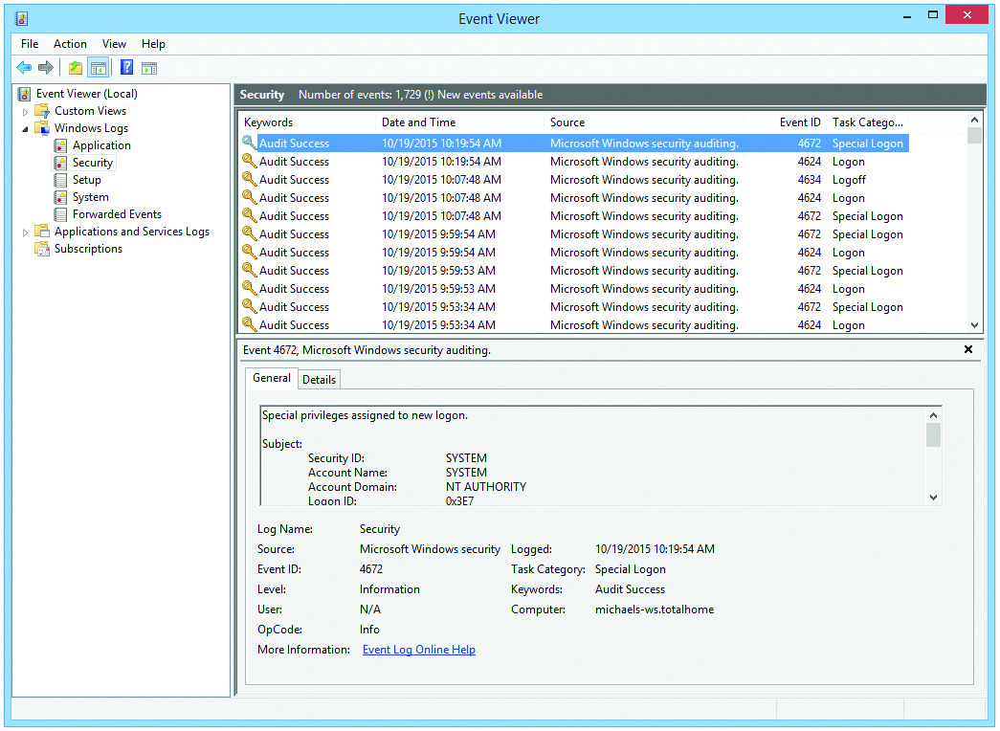 Event Viewer
File Action View Help
Event Viewer (Local)
Custom Views
Windows Logs
Application
Security
Setup
System
Forwarded Events
Applications and Services Logs
Subscriptions
Security Number of events: 1,729 (!) New events available
Keywords Date and Time Source Event ID Task Catego...
Audit Success 10/19/2015 10:19:54 AM Microsoft Windows security auditing. 4672 Special Logon
Audit Success 10/19/2015 10:19:54 AM Microsoft Windows security auditing. 4624 Logon
Audit Success 10/19/2015 10:07:48 AM Microsoft Windows security auditing. 4634 Logoff
Audit Success 10/19/2015 10:07:48 AM Microsoft Windows security auditing. 4624 Logon
Audit Success 10/19/2015 10:07:48 AM Microsoft Windows security auditing. 4672 Special Logon
Audit Success 10/19/2015 9:59:54 AM Microsoft Windows security auditing. 4672 Special Logon
Audit Success 10/19/2015 9:59:54 AM Microsoft Windows security auditing. 4624 Logon
Audit Success 10/19/2015 9:59:53 AM Microsoft Windows security auditing. 4672 Special Logon
Audit Success 10/19/2015 9:59:53 AM Microsoft Windows security auditing. 4624 Logon
Audit Success 10/19/2015 9:53:34 AM Microsoft Windows security auditing. 4672 Special Logon
Audit Success 10/19/2015 9:53:34 AM Microsoft Windows security auditing. 4624 Logon
Event 4672, Microsoft Windows security auditing.
General Details
Special privileges assigned to new logon.
Subject:
Security ID: SYSTEM
Account Name: SYSTEM
Account Domain: NT AUTHORITY
Logon ID: 0x3E7
Log Name: Security
Source: Microsoft Windows security Logged: 10/19/2015 10:19:54 AM
Event ID: 4672 Task Category: Special Logon
Level: Information Keywords: Audit Success
User: N/A Computer: michaels-ws.totalhome
OpCode: Info
More Information: Event Log Online Help